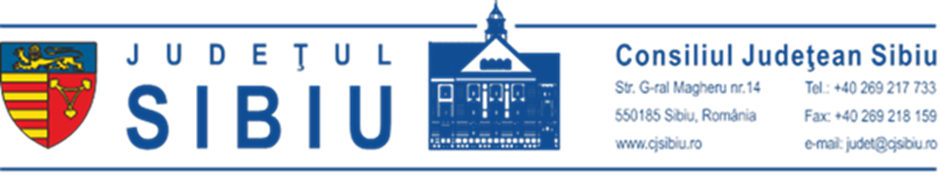 JUDEŢUL
SIBIU
Consiliul Judeţean Sibiu
Str. G-ral Magheru nr.14
Tel.: +40 269 217 733
550185 Sibiu, România
Fax: +40 269 218 159
www.cjsibiu.ro
e-mail: judet@cjsibiu.ro